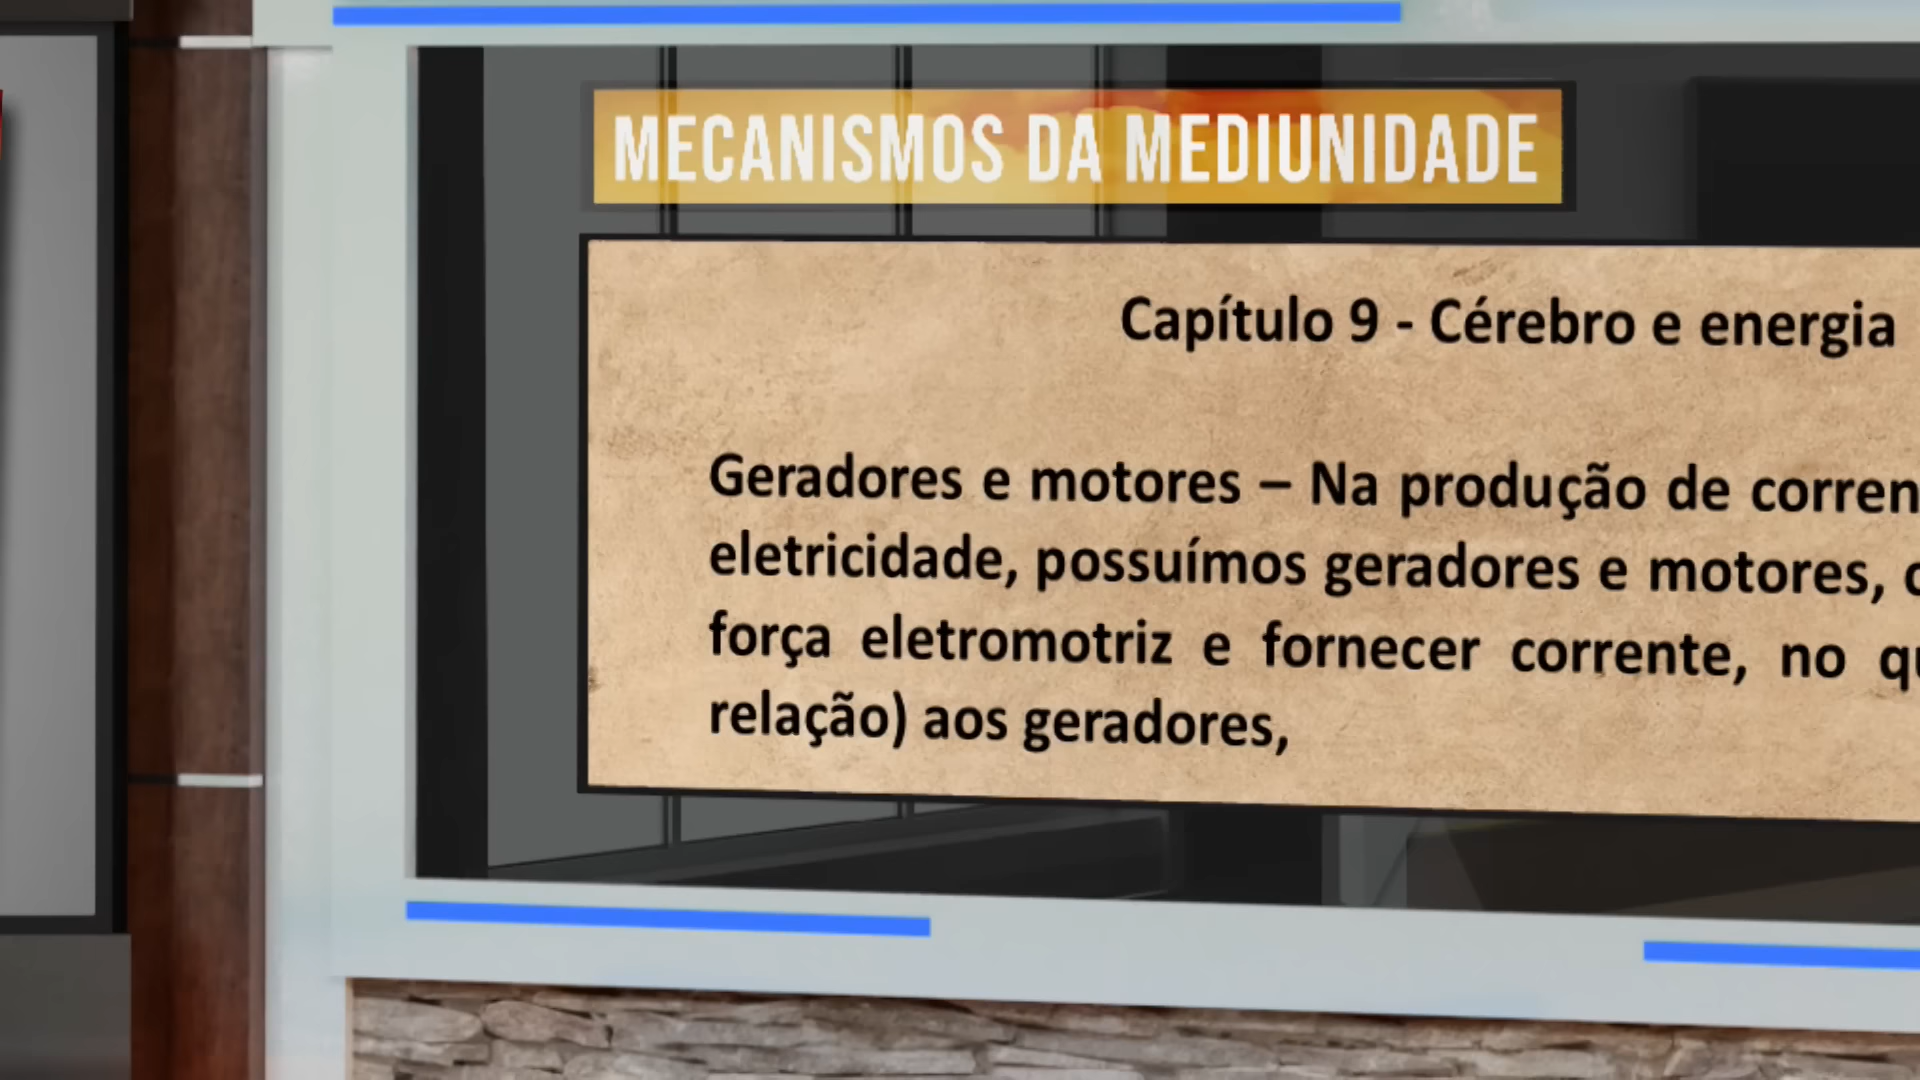 MECANISMOS DA MEDIUNIDADE
Capítulo 9 - Cérebro e energia
Geradores e motores – Na produção de
eletricidade, possuímos geradores e motores,
força eletromotriz e fornecer corrente, no
relação) aos geradores,